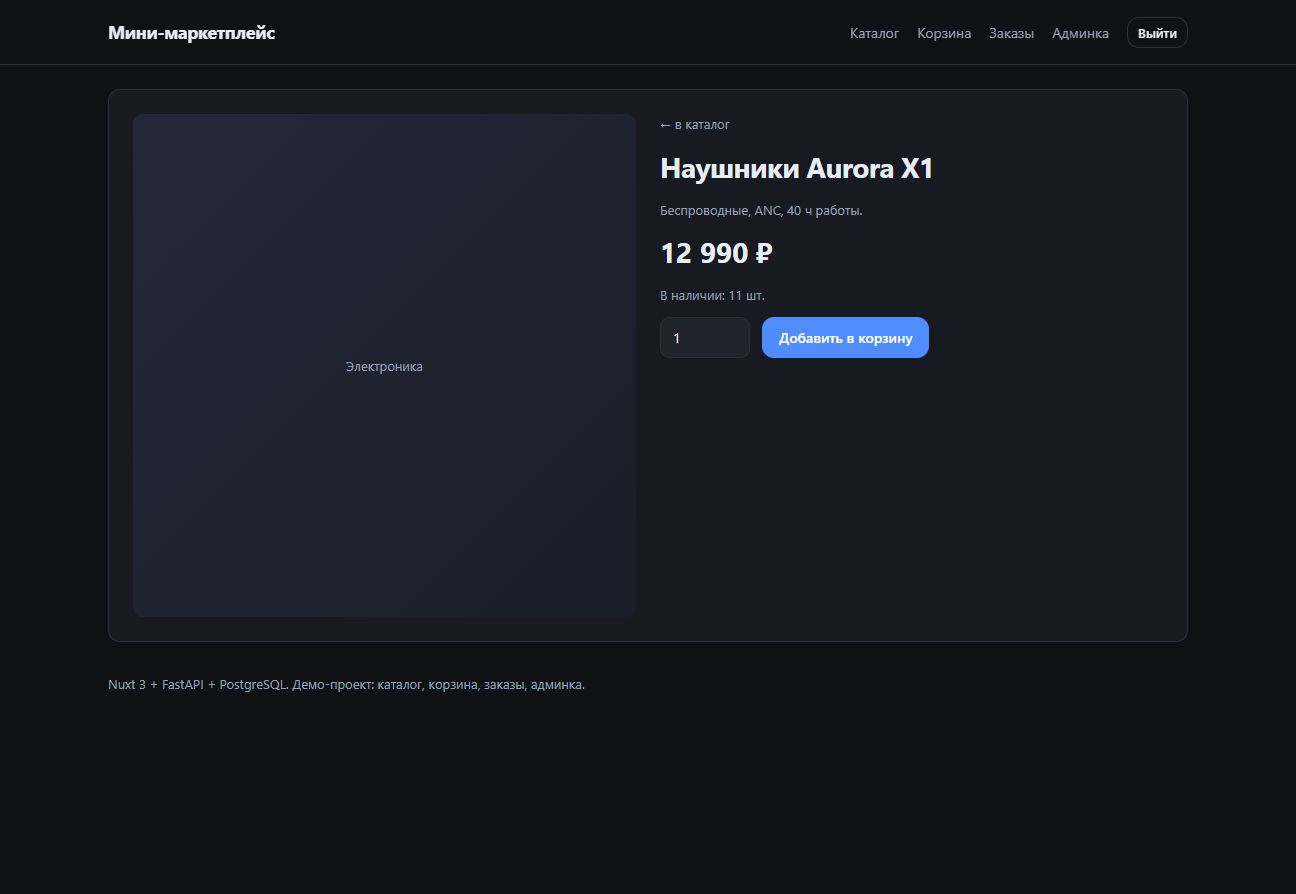 Мини-маркетплейс
Каталог Корзина Заказы Админка Выйти
Электроника
← в каталог
Наушники Aurora X1
Беспроводные, ANC, 40 ч работы.
12 990 ₽
В наличии: 11 шт.
1 Добавить в корзину
Nuxt 3 + FastAPI + PostgreSQL. Демо-проект: каталог, корзина, заказы, админка.